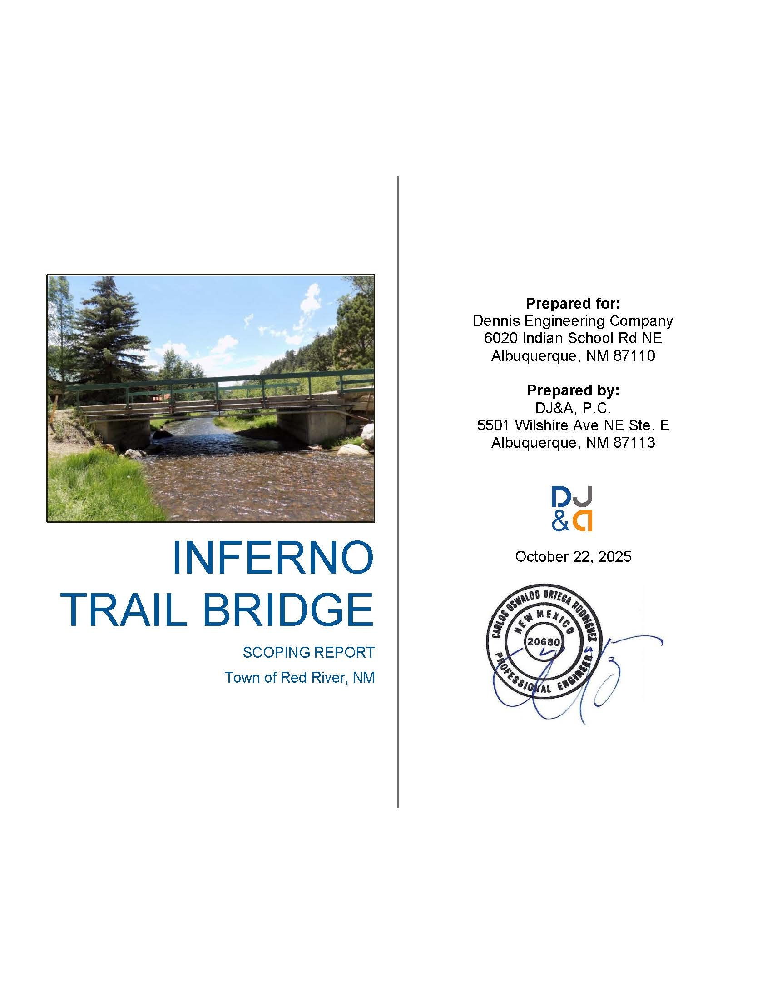 INFERNO
TRAIL BRIDGE
SCOPING REPORT
Town of Red River, NM
Prepared for:
Dennis Engineering Company
6020 Indian School Rd NE
Albuquerque, NM 87110
Prepared by:
DJ&A, P.C.
5501 Wilshire Ave NE Ste. E
Albuquerque, NM 87113
DJ
&A
October 22, 2025
CARLOS OSWALDO ORTEGA RODRIGUEZ
NEW MEXICO
20680
PROFESSIONAL ENGINEER